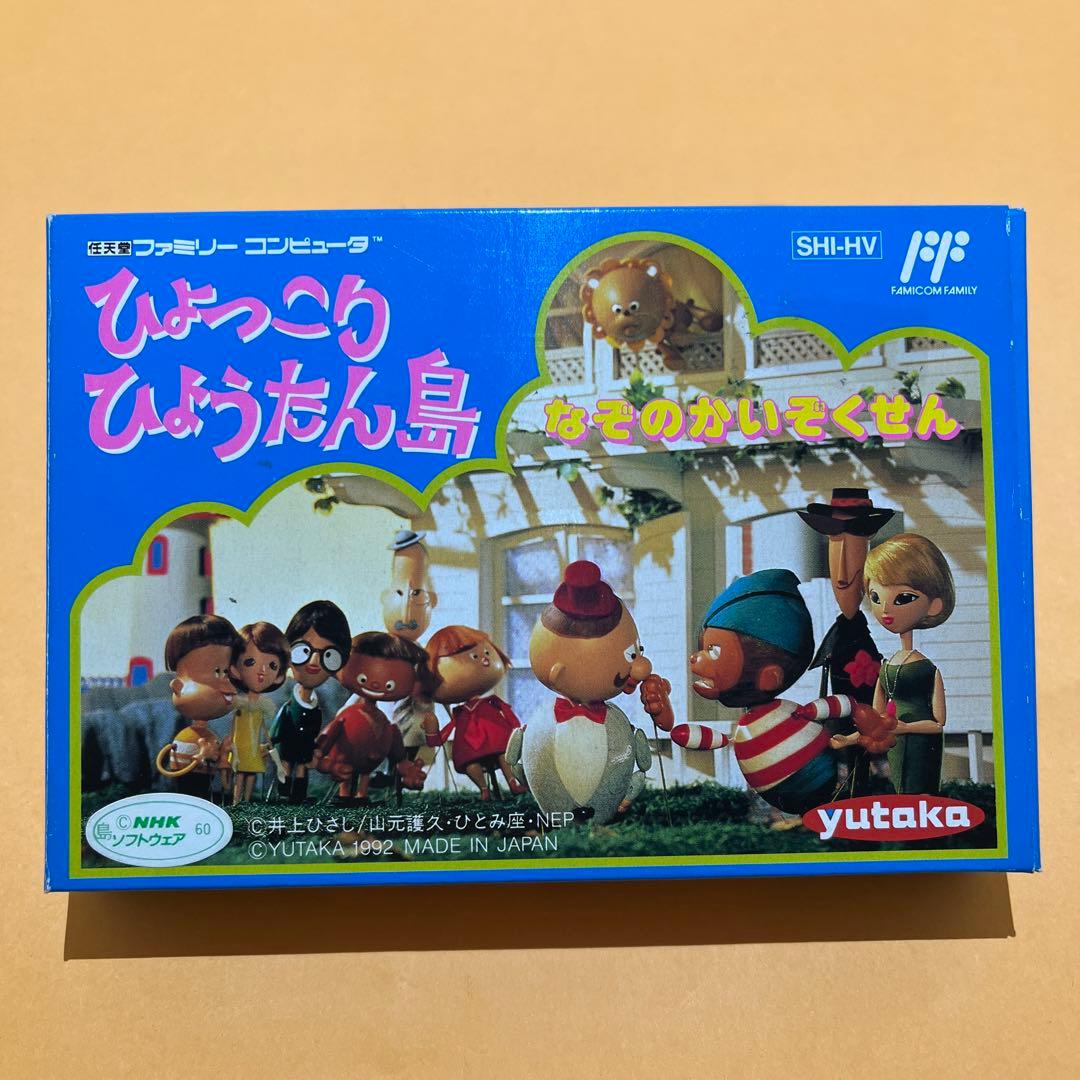 任天堂ファミリー コンピュータ™
SHI-HV
FAMICOM FAMILY
ひょっこり
ひょうたん島
なぞのかいぞくせん
yutaka
©NHK
島 ソフトウェア 60
©井上ひさし/山元護久・ひとみ座・NEP
©YUTAKA 1992 MADE IN JAPAN